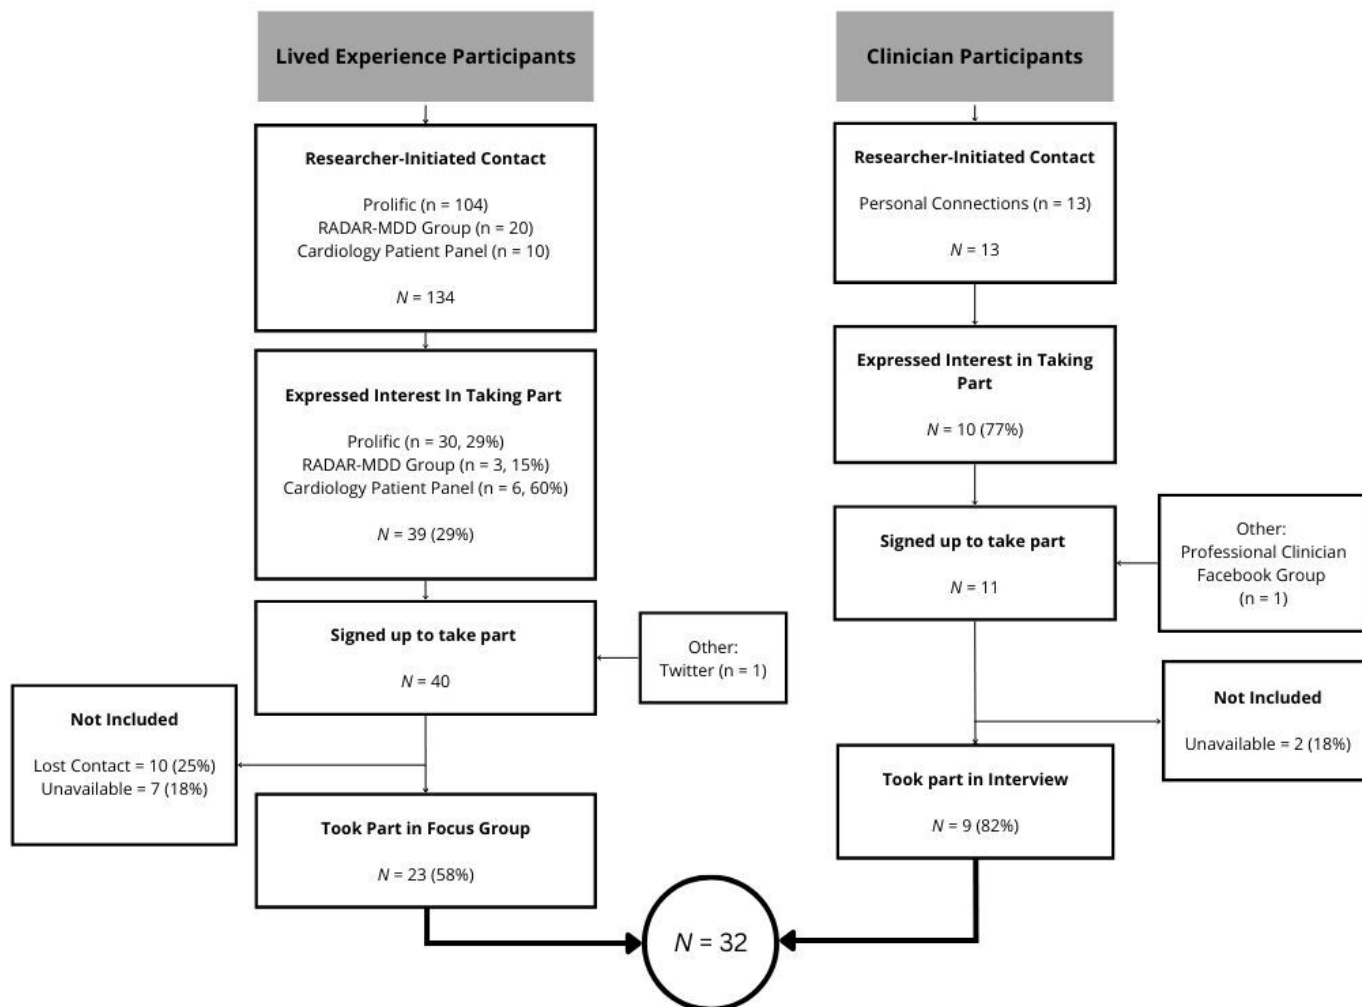 Lived Experience Participants
Researcher-Initiated Contact
Prolific (n = 104)
RADAR-MDD Group (n = 20)
Cardiology Patient Panel (n = 10)
N = 134
Expressed Interest In Taking Part
Prolific (n = 30, 29%)
RADAR-MDD Group (n = 3, 15%)
Cardiology Patient Panel (n = 6, 60%)
N = 39 (29%)
Signed up to take part
N = 40
Other:
Twitter (n = 1)
Not Included
Lost Contact = 10 (25%)
Unavailable = 7 (18%)
Took Part in Focus Group
N = 23 (58%)
Clinician Participants
Researcher-Initiated Contact
Personal Connections (n = 13)
N = 13
Expressed Interest in Taking
Part
N = 10 (77%)
Signed up to take part
N = 11
Other:
Professional Clinician
Facebook Group
(n = 1)
Not Included
Unavailable = 2 (18%)
Took part in Interview
N = 9 (82%)
N = 32